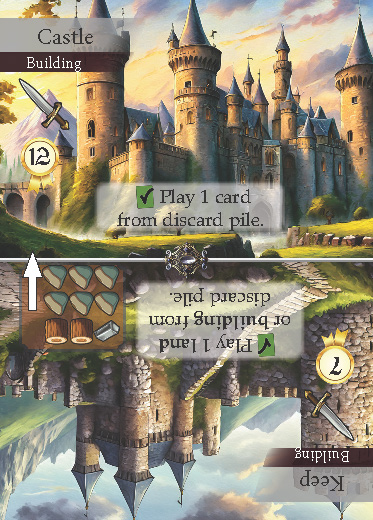 Castle
Building
12
Play 1 card
from discard pile.
Play 1 land
or building from
discard pile.
7
Building
Keep